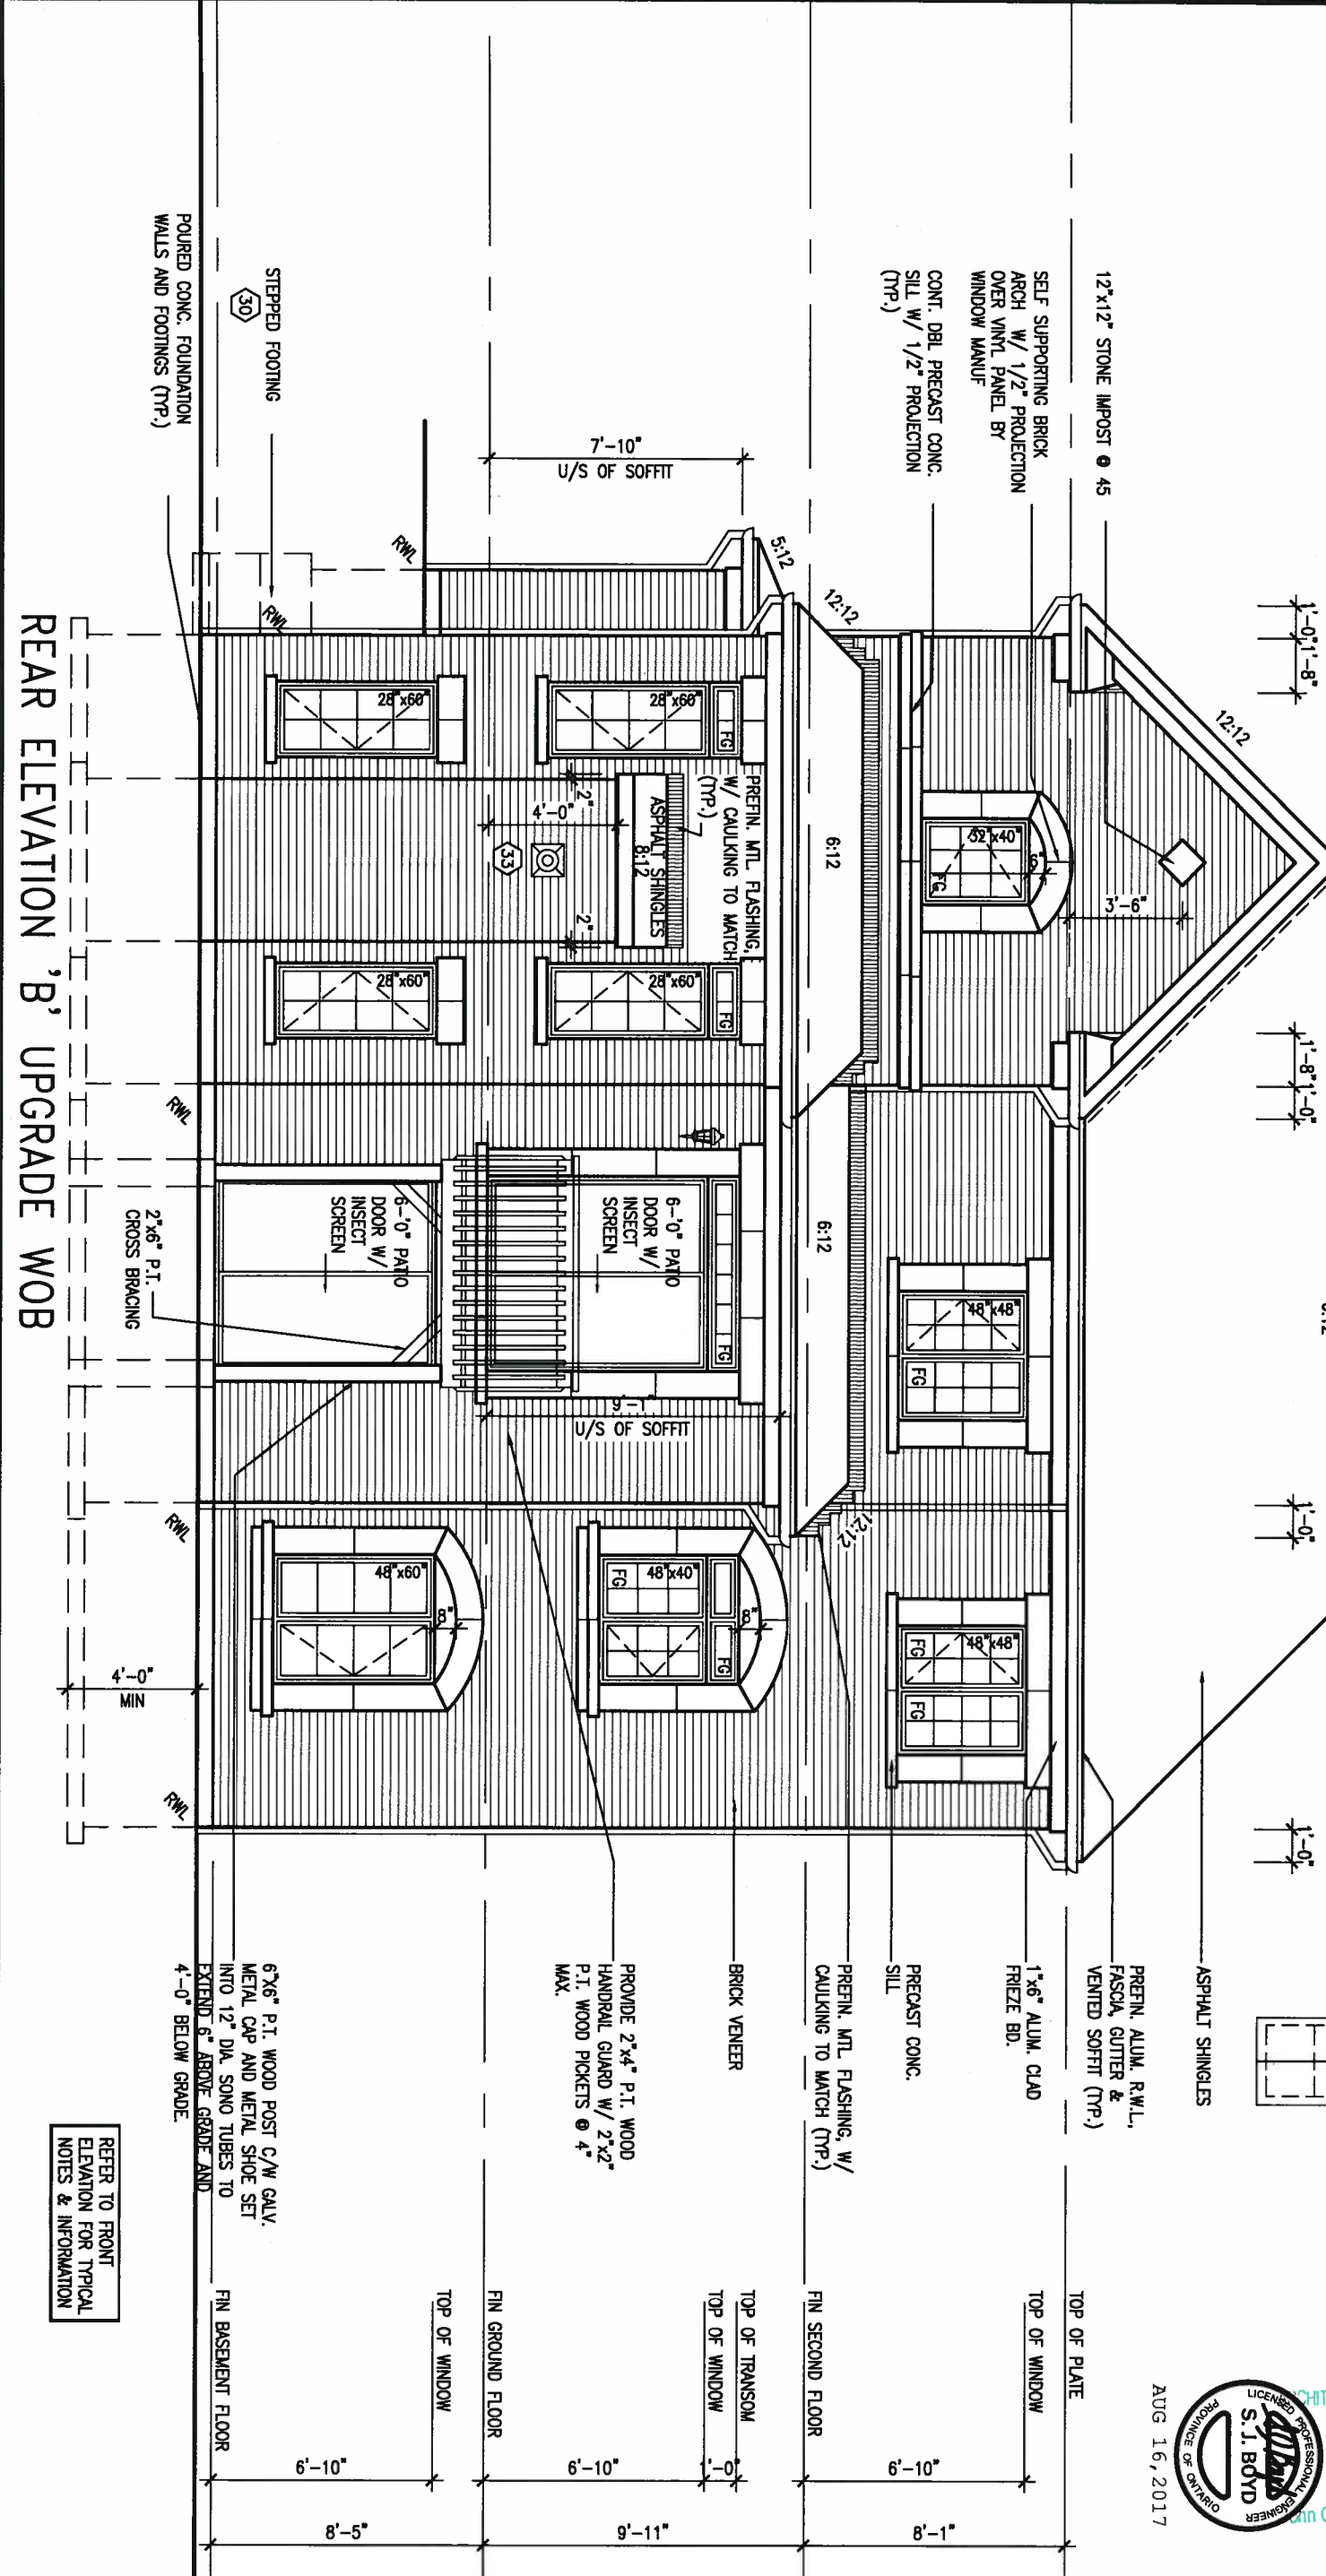 12"x12" STONE IMPOST @ 45
SELF SUPPORTING BRICK
ARCH W/ 1/2" PROJECTION
OVER VINYL PANEL BY
WINDOW MANUF
CONT. DBL PRECAST CONC.
SILL W/ 1/2" PROJECTION
(TYP.)
7'-10"
U/S OF SOFFIT
STEPPED FOOTING
30
POURED CONC. FOUNDATION
WALLS AND FOOTINGS (TYP.)
1'-0"
1'-8"
1'-8"
1'-0"
1'-0"
1'-0"
12:12
3'-6"
32"x40"
6"
FG
12:12
5:12
6:12
6:12
12:12
48"x48"
FG
48"x48"
FG
FG
28"x60"
FG
PREFIN. MTL FLASHING,
W/ CAULKING TO MATCH
(TYP.)
ASPHALT SHINGLES
8:12
2"
2"
4'-0"
33
28"x60"
FG
FG
6-'0" PATIO
DOOR W/
INSECT
SCREEN
9'-1"
U/S OF SOFFIT
48"x40"
8"
FG
FG
28"x60"
28"x60"
6-'0" PATIO
DOOR W/
INSECT
SCREEN
48"x60"
8"
RWL
RWL
RWL
RWL
RWL
2"x6" P.T.
CROSS BRACING
4'-0"
MIN
ASPHALT SHINGLES
PREFIN. ALUM. R.W.L.,
FASCIA, GUTTER &
VENTED SOFFIT (TYP.)
1"x6" ALUM. CLAD
FRIEZE BD.
PRECAST CONC.
SILL
PREFIN. MTL FLASHING, W/
CAULKING TO MATCH (TYP.)
BRICK VENEER
PROVIDE 2"x4" P.T. WOOD
HANDRAIL GUARD W/ 2"x2"
P.T. WOOD PICKETS @ 4"
MAX.
6"X6" P.T. WOOD POST C/W GALV.
METAL CAP AND METAL SHOE SET
INTO 12" DIA. SONO TUBES TO
EXTEND 6" ABOVE GRADE AND
4'-0" BELOW GRADE.
TOP OF PLATE
TOP OF WINDOW
FIN SECOND FLOOR
TOP OF TRANSOM
TOP OF WINDOW
FIN GROUND FLOOR
TOP OF WINDOW
FIN BASEMENT FLOOR
6'-10"
1'-0"
6'-10"
6'-10"
8'-1"
9'-11"
8'-5"
LICENSED PROFESSIONAL ENGINEER
S. J. BOYD
PROVINCE OF ONTARIO
AUG 16, 2017
REFER TO FRONT
ELEVATION FOR TYPICAL
NOTES & INFORMATION
REAR ELEVATION 'B' UPGRADE WOB